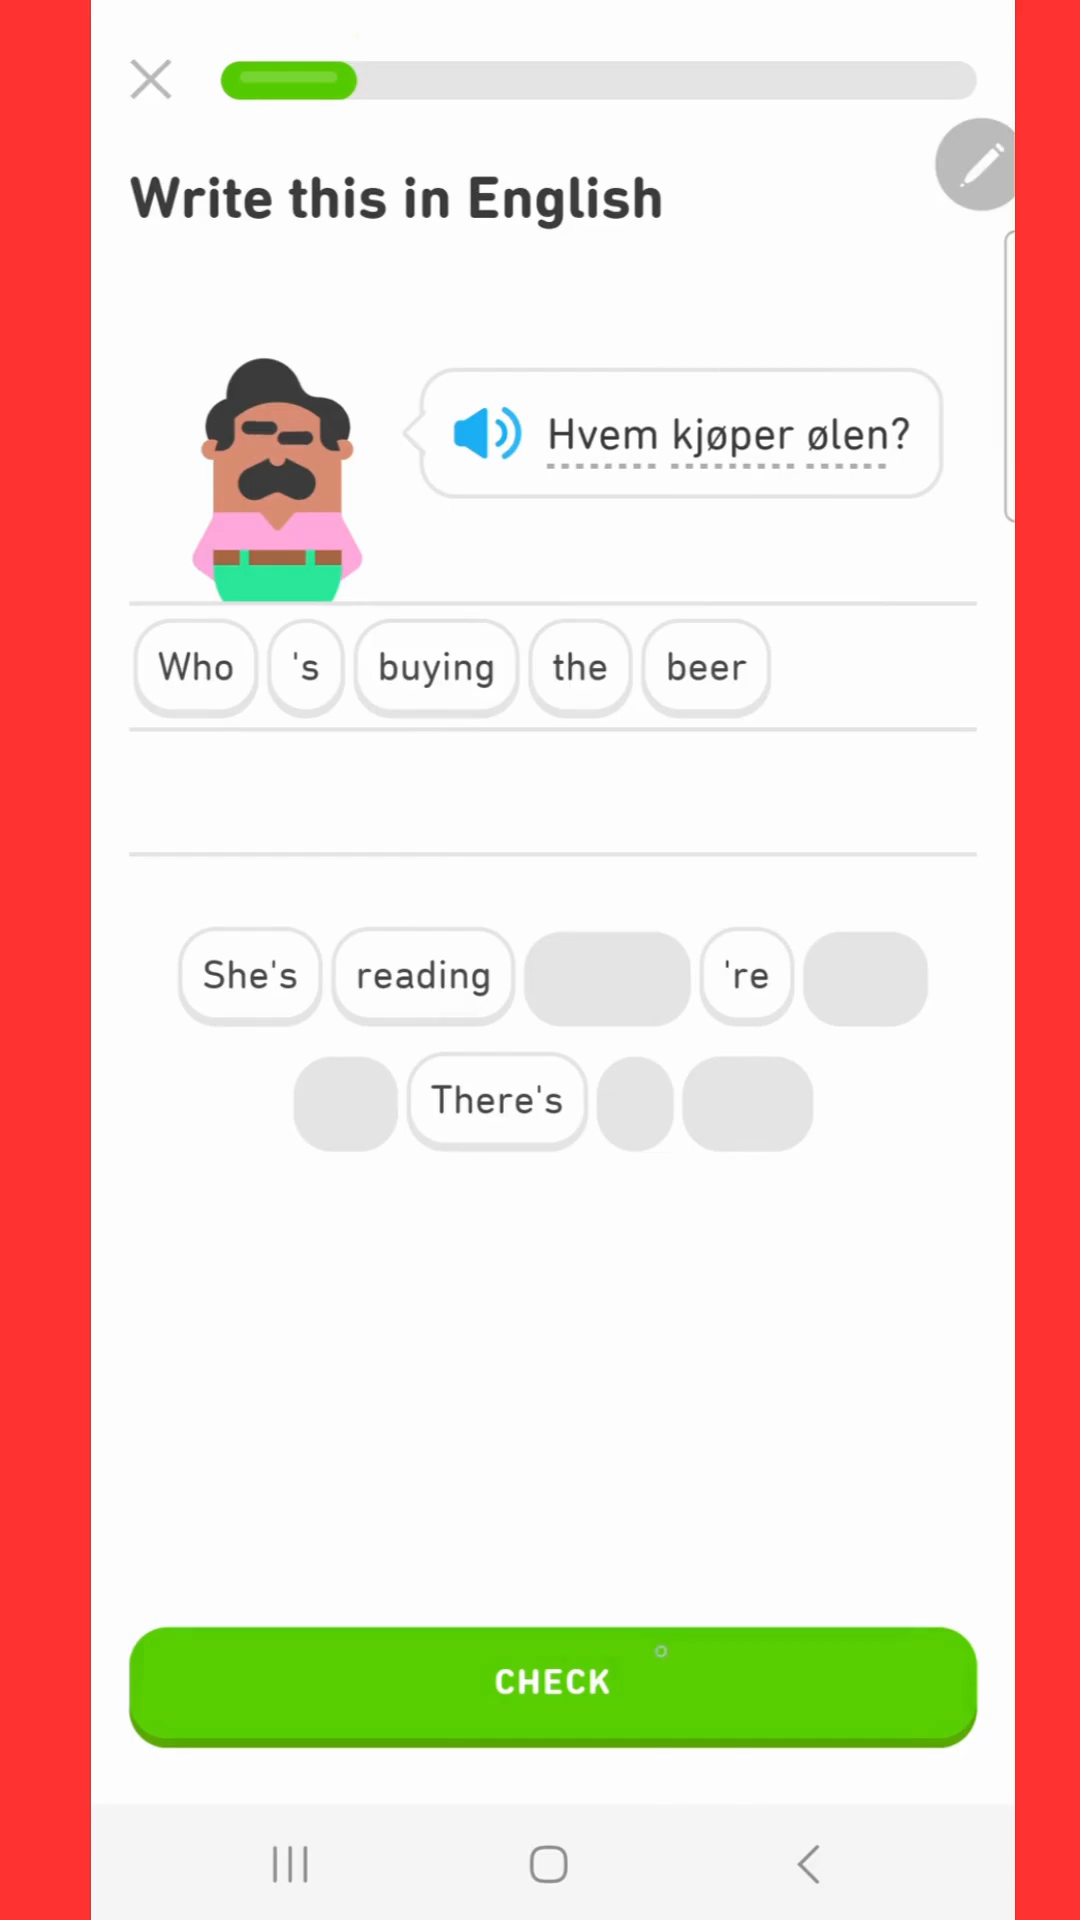 Write this in English
Hvem kjøper ølen?
Who 's buying the beer
She's reading 're
There's
CHECK